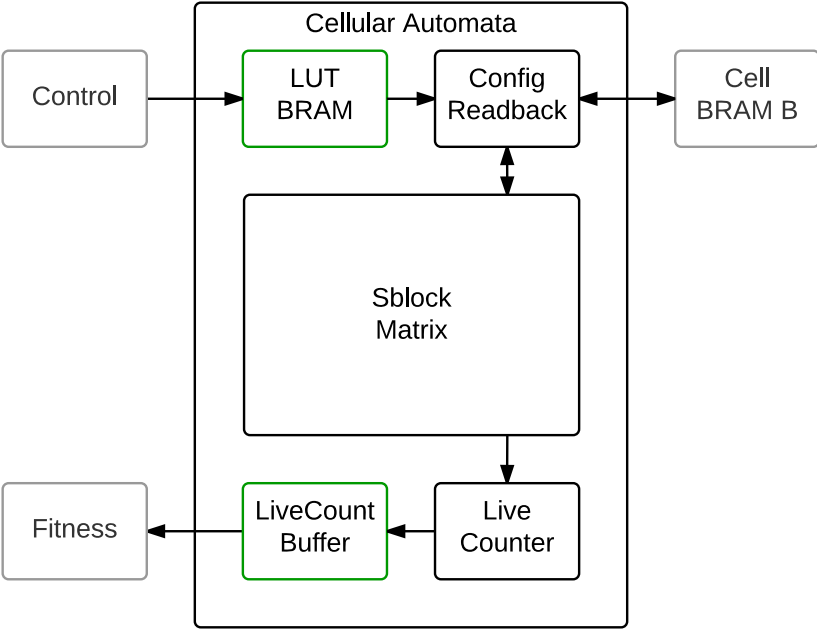 Cellular Automata
Control
LUT
BRAM
Config
Readback
Cell
BRAM B
Sblock
Matrix
Fitness
LiveCount
Buffer
Live
Counter